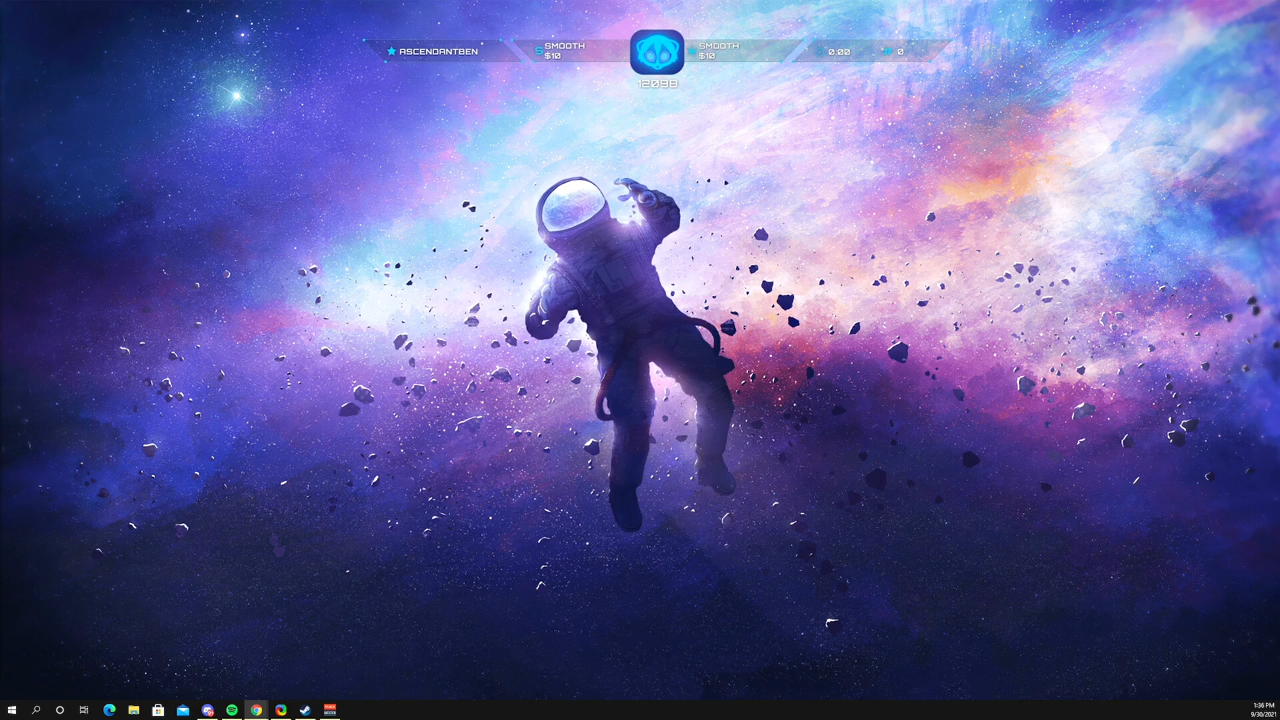 ASCENDANTBEN
SMOOTH
$10
SMOOTH
$10
0:00
0
12098
1:36 PM
9/30/2021